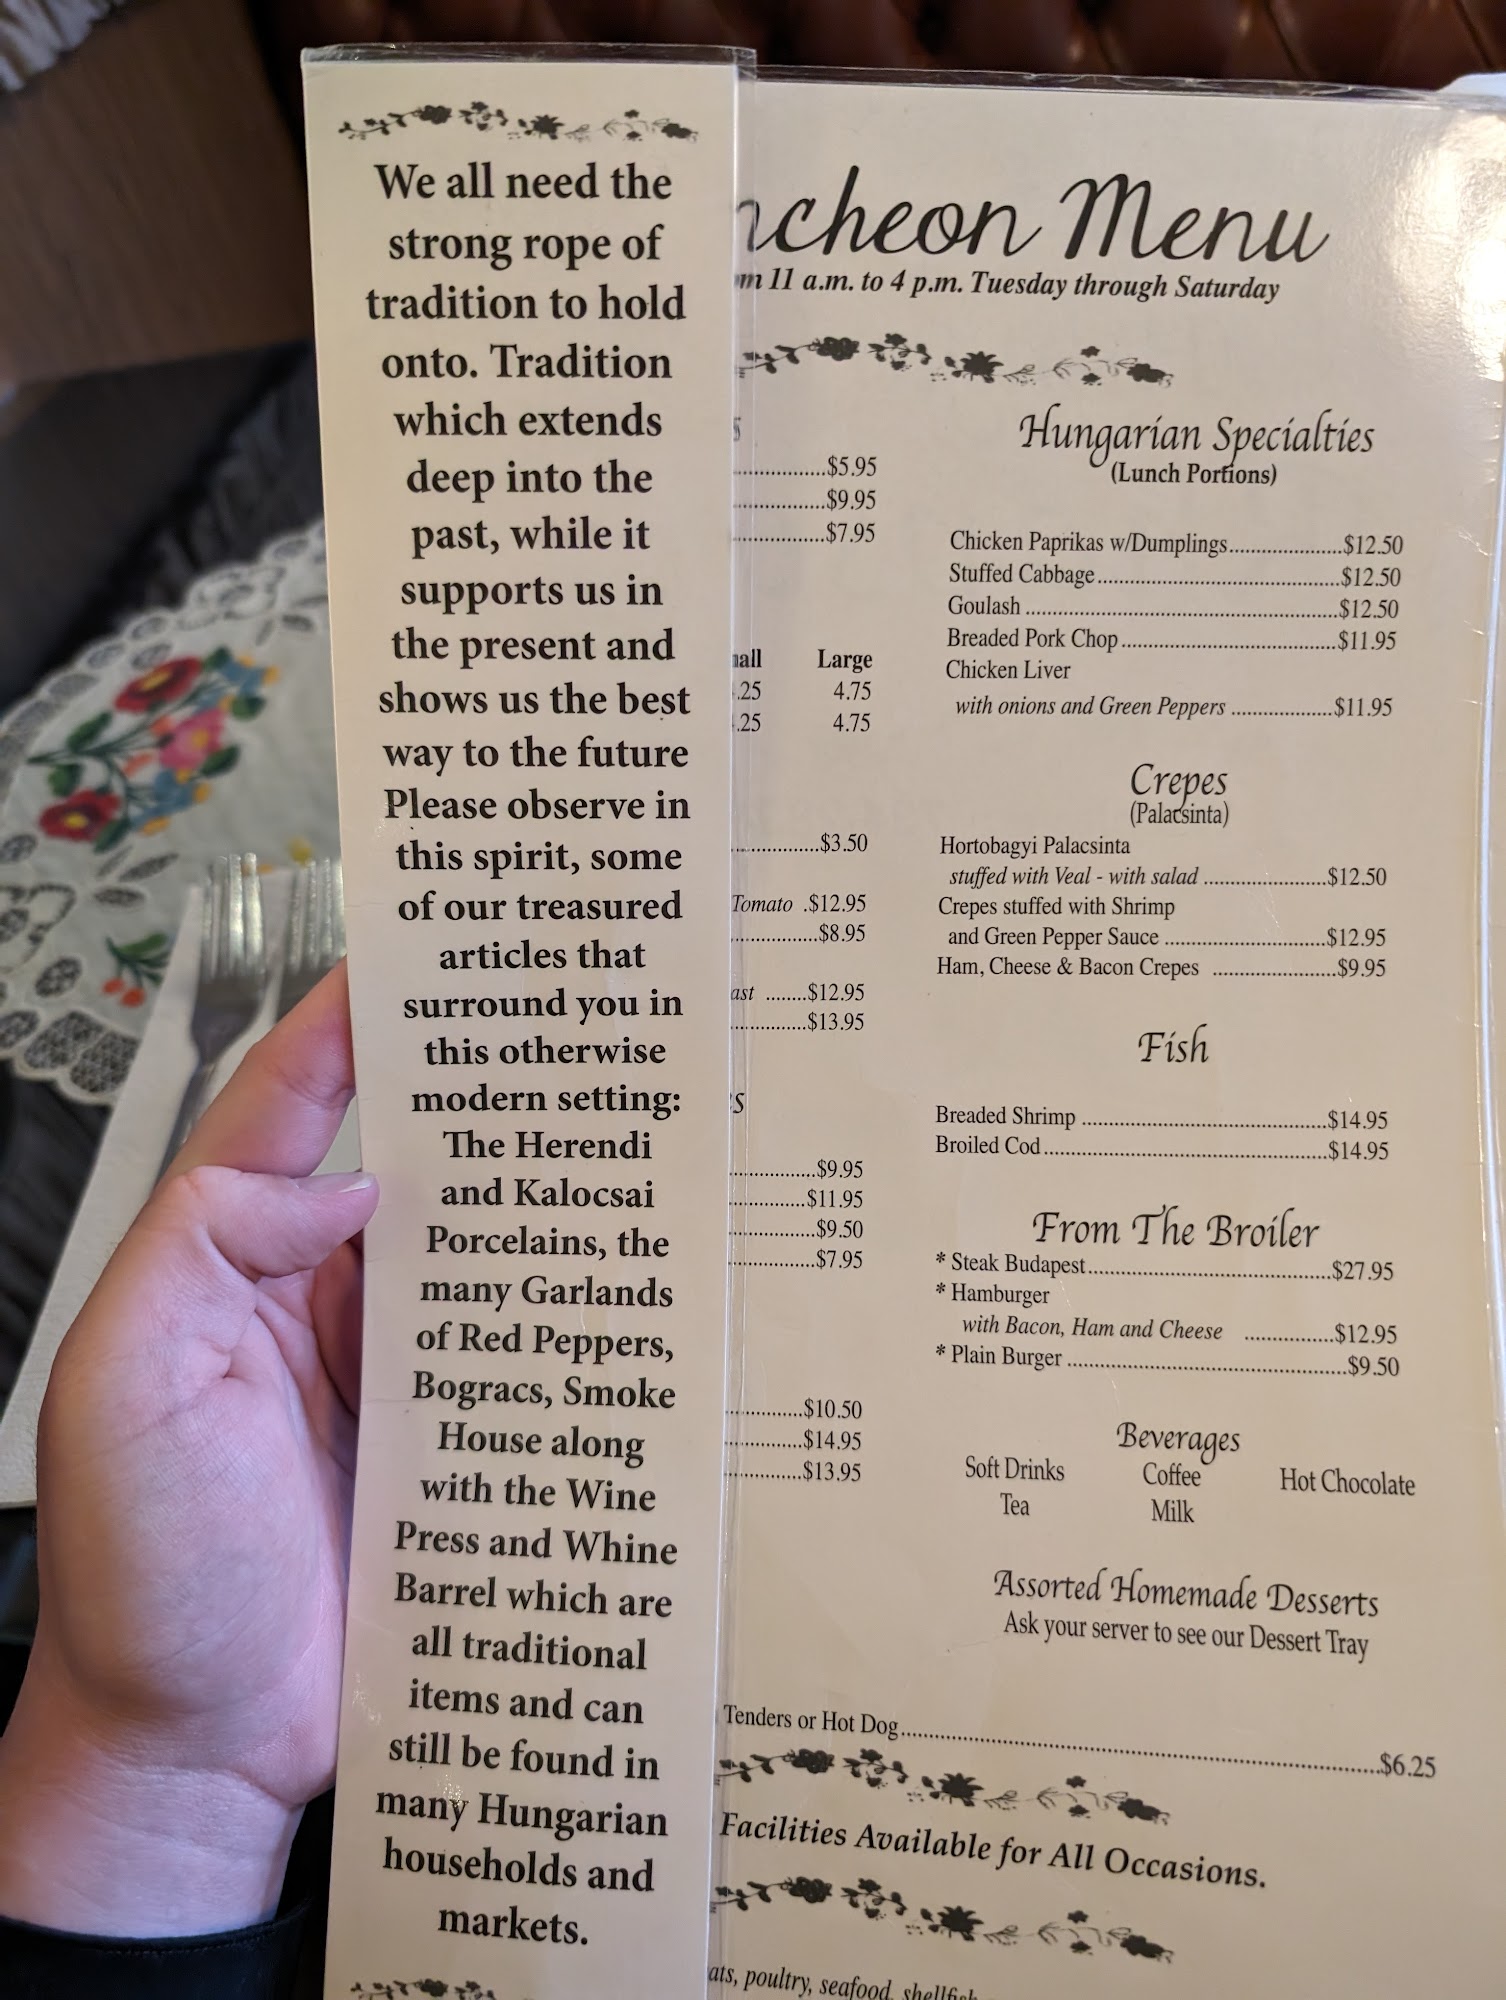 We all need the
strong rope of
tradition to hold
onto. Tradition
which extends
deep into the
past, while it
supports us in
the present and
shows us the best
way to the future
Please observe in
this spirit, some
of our treasured
articles that
surround you in
this otherwise
modern setting:
The Herendi
and Kalocsai
Porcelains, the
many Garlands
of Red Peppers,
Bogracs, Smoke
House along
with the Wine
Press and Whine
Barrel which are
all traditional
items and can
still be found in
many Hungarian
households and
markets.
ncheon Menu
om 11 a.m. to 4 p.m. Tuesday through Saturday
s
$5.95
$9.95
$7.95
all Large
.25 4.75
.25 4.75
$3.50
Tomato .$12.95
$8.95
ast ........$12.95
$13.95
s
$9.95
$11.95
$9.50
$7.95
$10.50
$14.95
$13.95
Hungarian Specialties
(Lunch Portions)
Chicken Paprikas w/Dumplings......................$12.50
Stuffed Cabbage..............................................$12.50
Goulash ...........................................................$12.50
Breaded Pork Chop........................................$11.95
Chicken Liver
with onions and Green Peppers ...................$11.95
Crepes
(Palacsinta)
Hortobagyi Palacsinta
stuffed with Veal - with salad .......................$12.50
Crepes stuffed with Shrimp
and Green Pepper Sauce ..............................$12.95
Ham, Cheese & Bacon Crepes .......................$9.95
Fish
Breaded Shrimp .............................................$14.95
Broiled Cod.....................................................$14.95
From The Broiler
* Steak Budapest.............................................$27.95
* Hamburger
with Bacon, Ham and Cheese ................$12.95
* Plain Burger ....................................................$9.50
Beverages
Soft Drinks Coffee Hot Chocolate
Tea Milk
Assorted Homemade Desserts
Ask your server to see our Dessert Tray
Tenders or Hot Dog..........................................................................$6.25
Facilities Available for All Occasions.
ats, poultry, seafood, shellfish